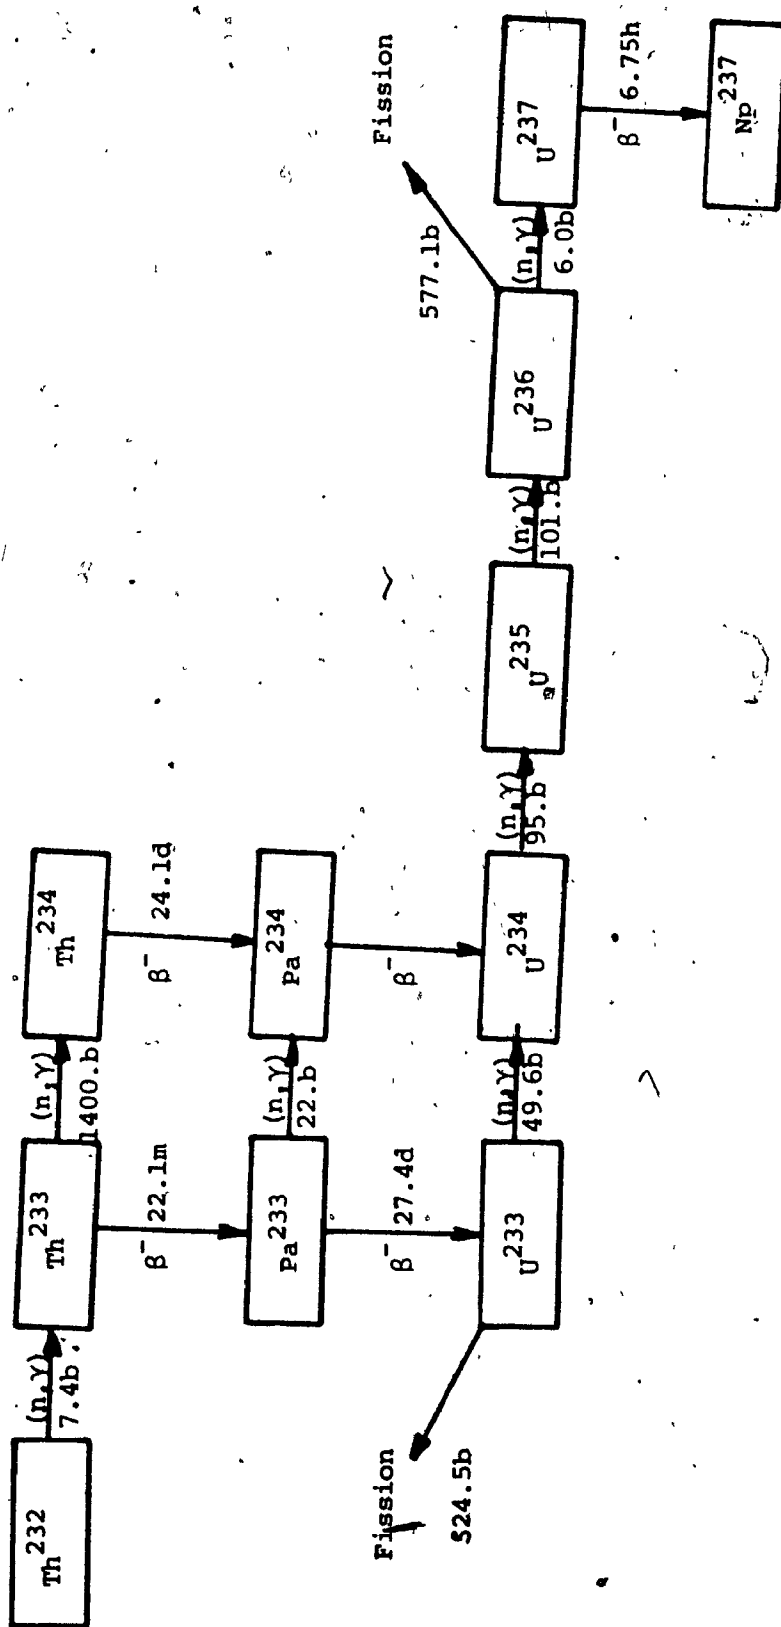 Th232
(n,γ)
7.4b
Th233
(n,γ)
1400.b
Th234
β⁻ 22.1m
β⁻ 24.1d
Pa233
(n,γ)
22.b
Pa234
β⁻ 27.4d
β⁻
Fission
524.5b
U233
(n,γ)
49.6b
U234
(n,γ)
95.b
U235
(n,γ)
101.b
U236
577.1b
Fission
(n,γ)
6.0b
U237
β⁻ 6.75h
Np237